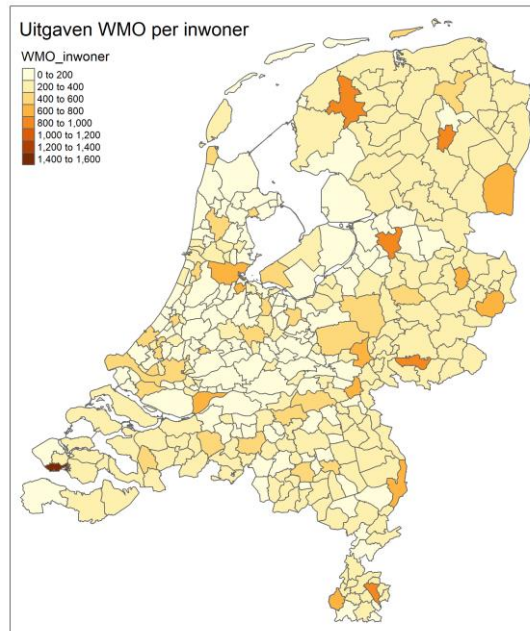 Uitgaven WMO per inwoner
WMO_inwoner
0 to 200
200 to 400
400 to 600
600 to 800
800 to 1,000
1,000 to 1,200
1,200 to 1,400
1,400 to 1,600